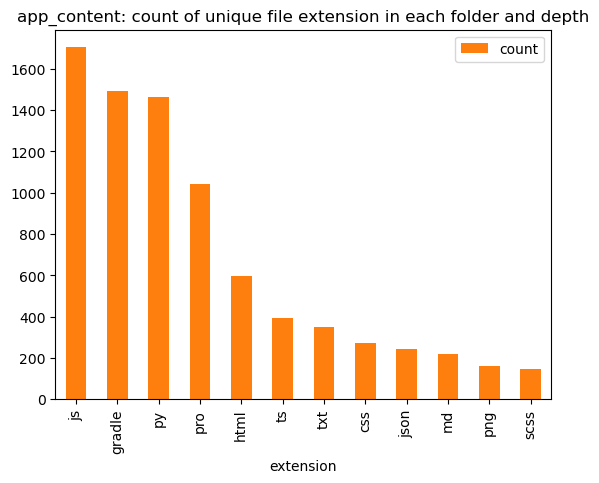 app_content: count of unique file extension in each folder and depth
count
1600
1400
1200
1000
800
600
400
200
0
js
gradle
py
pro
html
ts
txt
css
json
md
png
scss
extension